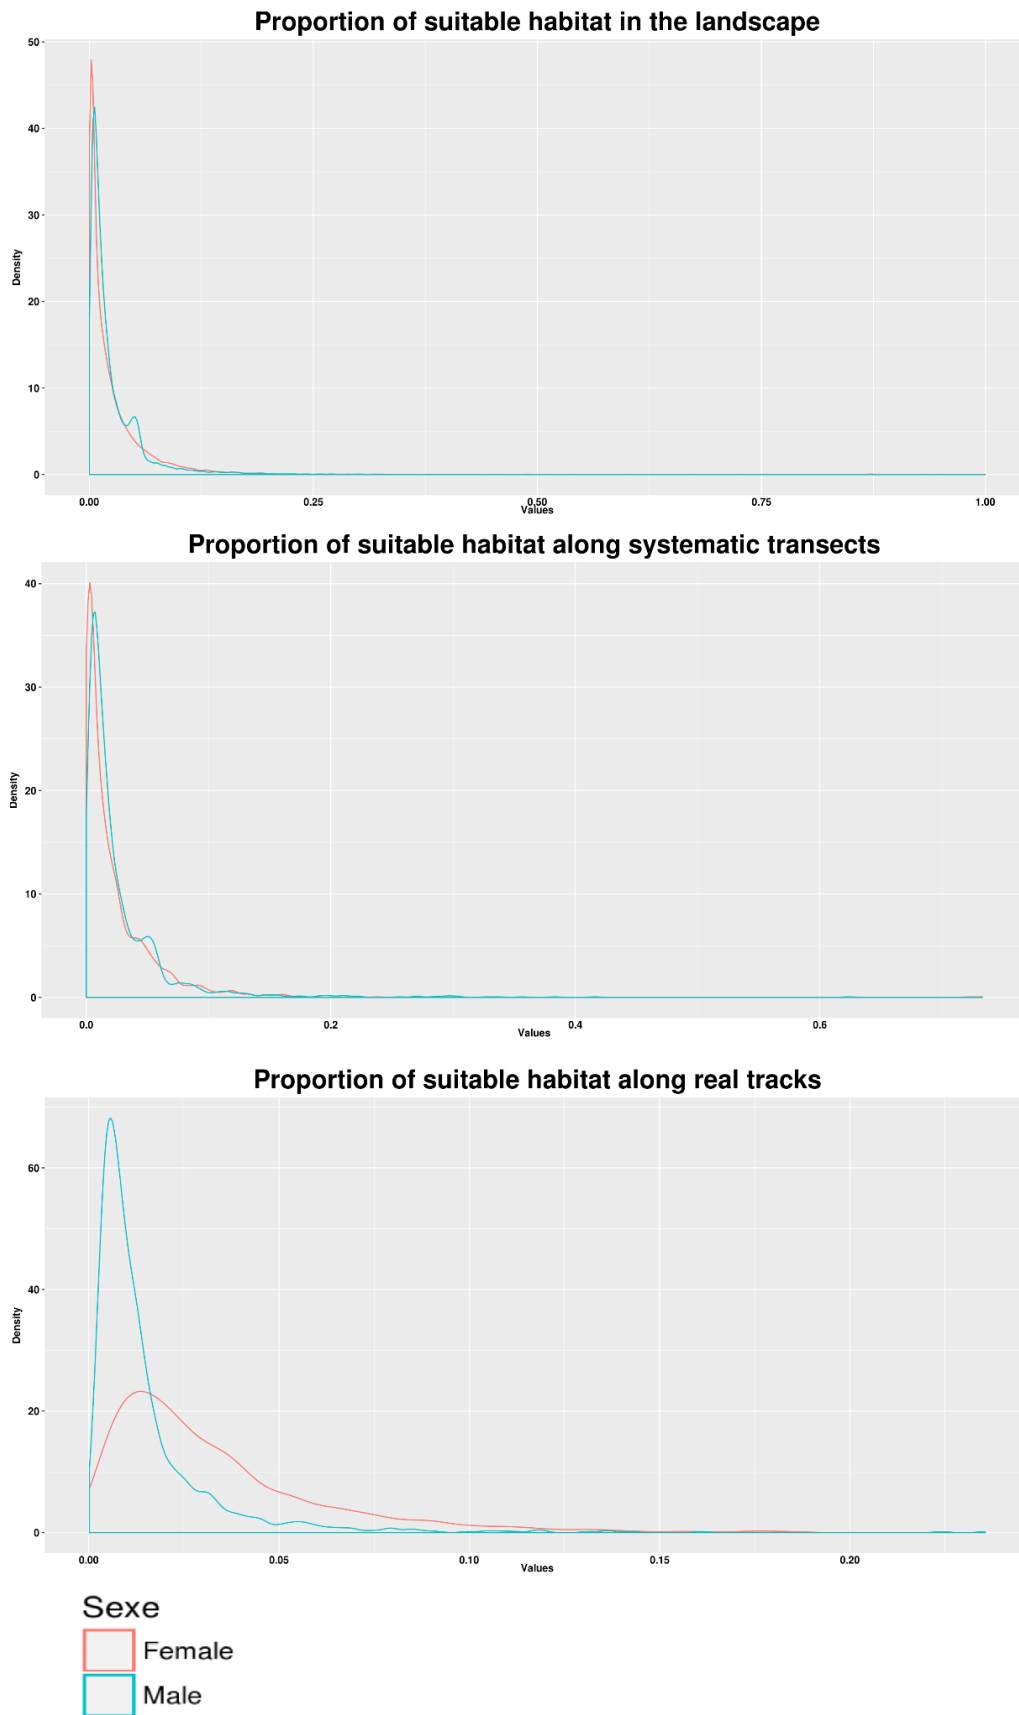 Proportion of suitable habitat in the landscape
50
40
30
20
10
0
Density
0.00 0.25 0.50 0.75 1.00
Values
Proportion of suitable habitat along systematic transects
40
30
20
10
0
Density
0.0 0.2 0.4 0.6
Values
Proportion of suitable habitat along real tracks
60
40
20
0
Density
0.00 0.05 0.10 0.15 0.20
Values
Sexe
Female
Male